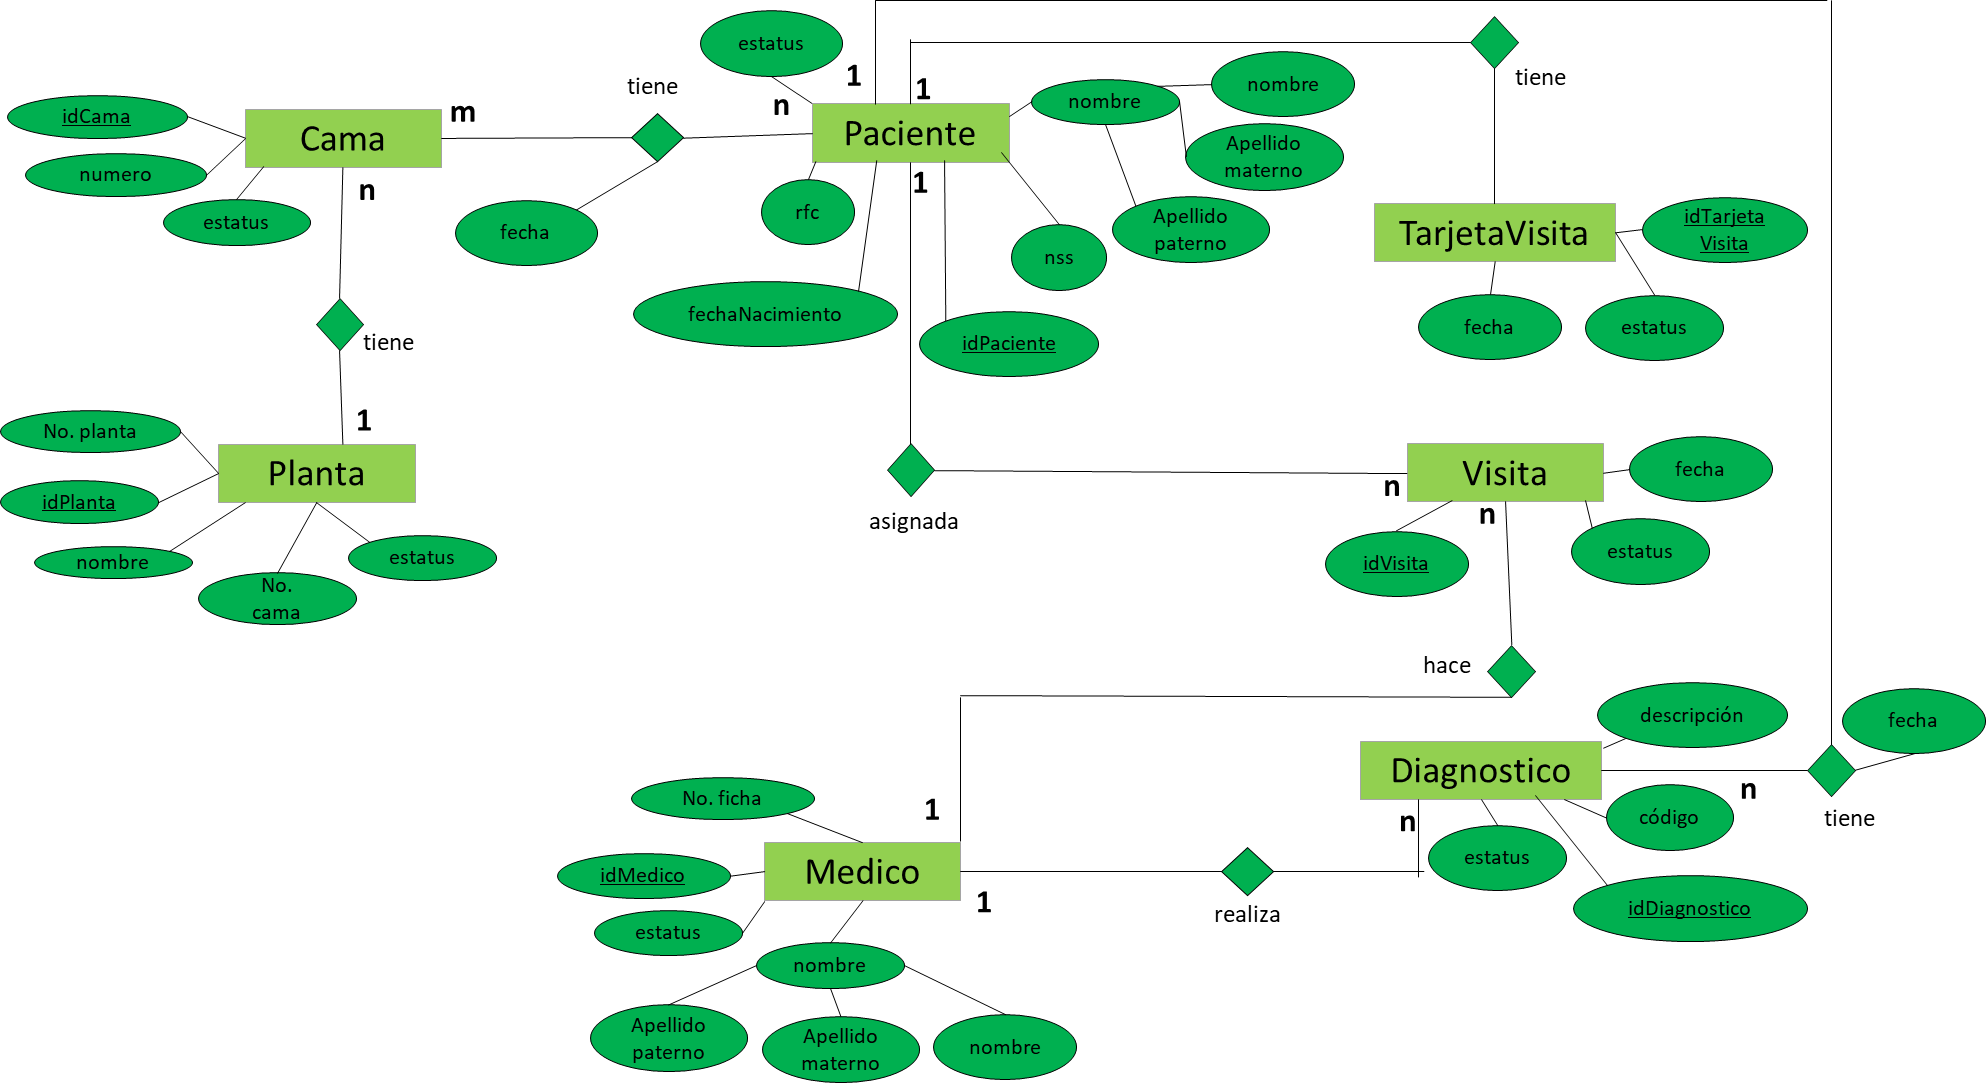 estatus
1
n
1
tiene
nombre
nombre
tiene
idCama
Cama
m
Paciente
Apellido
materno
numero
n
1
estatus
fecha
rfc
nss
Apellido
paterno
TarjetaVisita
idTarjeta
Visita
fechaNacimiento
idPaciente
fecha
estatus
tiene
1
No. planta
Planta
idPlanta
nombre
No.
cama
estatus
asignada
n
Visita
fecha
n
idVisita
estatus
hace
descripción
fecha
Diagnostico
n
tiene
código
n
estatus
idDiagnostico
No. ficha
1
Medico
idMedico
1
realiza
estatus
nombre
Apellido
paterno
Apellido
materno
nombre